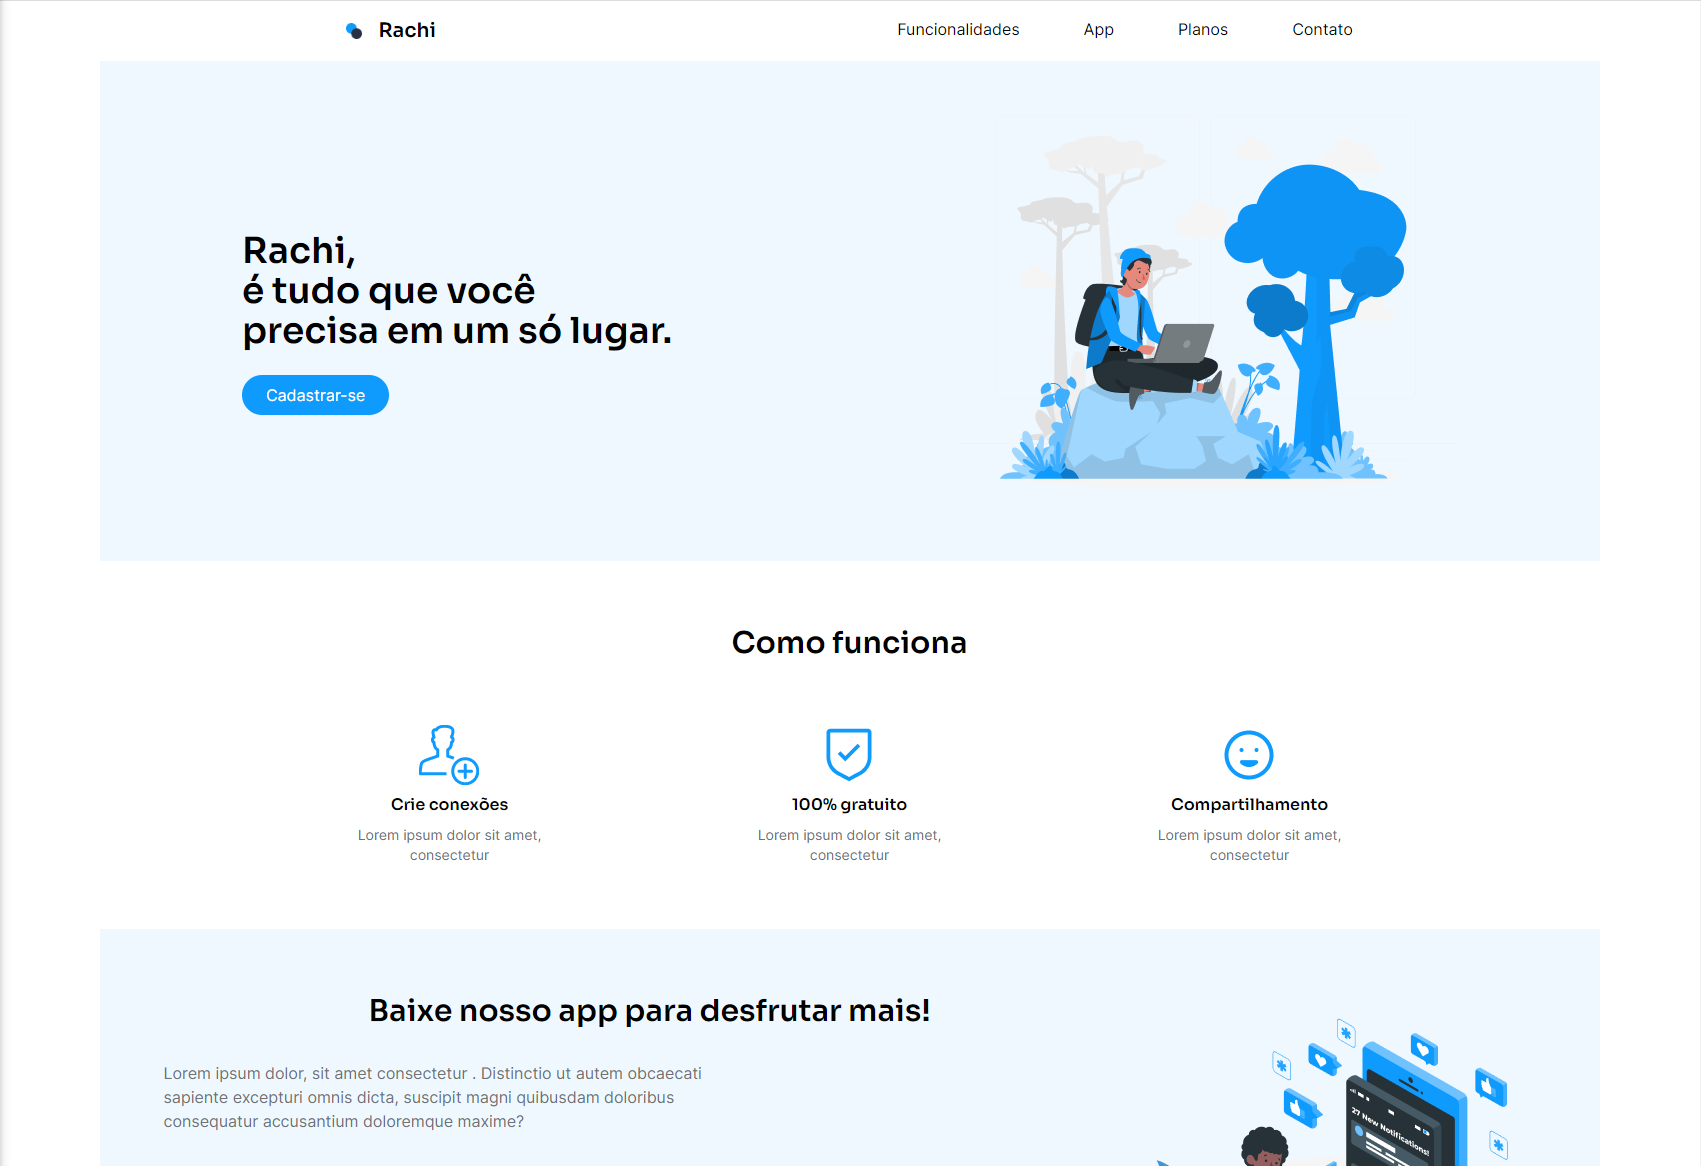 Rachi
Funcionalidades App Planos Contato
Rachi,
é tudo que você
precisa em um só lugar.
Cadastrar-se
Como funciona
Crie conexões
Lorem ipsum dolor sit amet,
consectetur
100% gratuito
Lorem ipsum dolor sit amet,
consectetur
Compartilhamento
Lorem ipsum dolor sit amet,
consectetur
Baixe nosso app para desfrutar mais!
Lorem ipsum dolor, sit amet consectetur . Distinctio ut autem obcaecati
sapiente excepturi omnis dicta, suscipit magni quibusdam doloribus
consequatur accusantium doloremque maxime?
27 New Notifications!